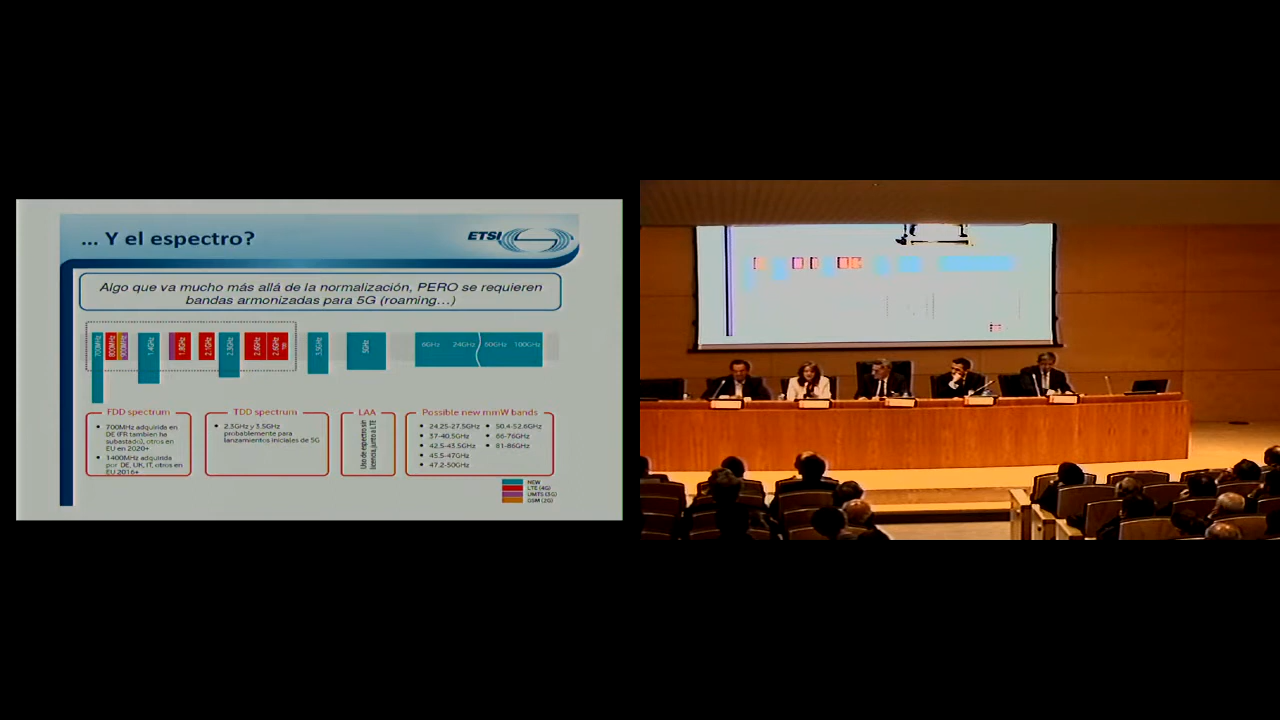 ... Y el espectro?
ETSI
Algo que va mucho más allá de la normalización, PERO se requieren
bandas armonizadas para 5G (roaming...)
700MHz
800MHz
900MHz
1.4GHz
1.8GHz
2.1GHz
2.3GHz
2.6GHz
2.6GHz
3.5GHz
5GHz
6GHz 24GHz 60GHz 100GHz
FDD spectrum
• 700MHz adquirida en
DE (FR tambien ha
subastado), otros en
EU en 2020+
• 1400MHz adquirida
por DE, UK, IT, otros en
EU 2016+
TDD spectrum
• 2.3GHz y 3.5GHz
probablemente para
lanzamientos iniciales de 5G
LAA
Uso de espectro sin
licencia, junto a LTE
Possible new mmW bands
• 24.25-27.5GHz
• 37-40.5GHz
• 42.5-43.5GHz
• 45.5-47GHz
• 47.2-50GHz
• 50.4-52.6GHz
• 66-76GHz
• 81-86GHz
NEW
LTE (4G)
UMTS (3G)
GSM (2G)